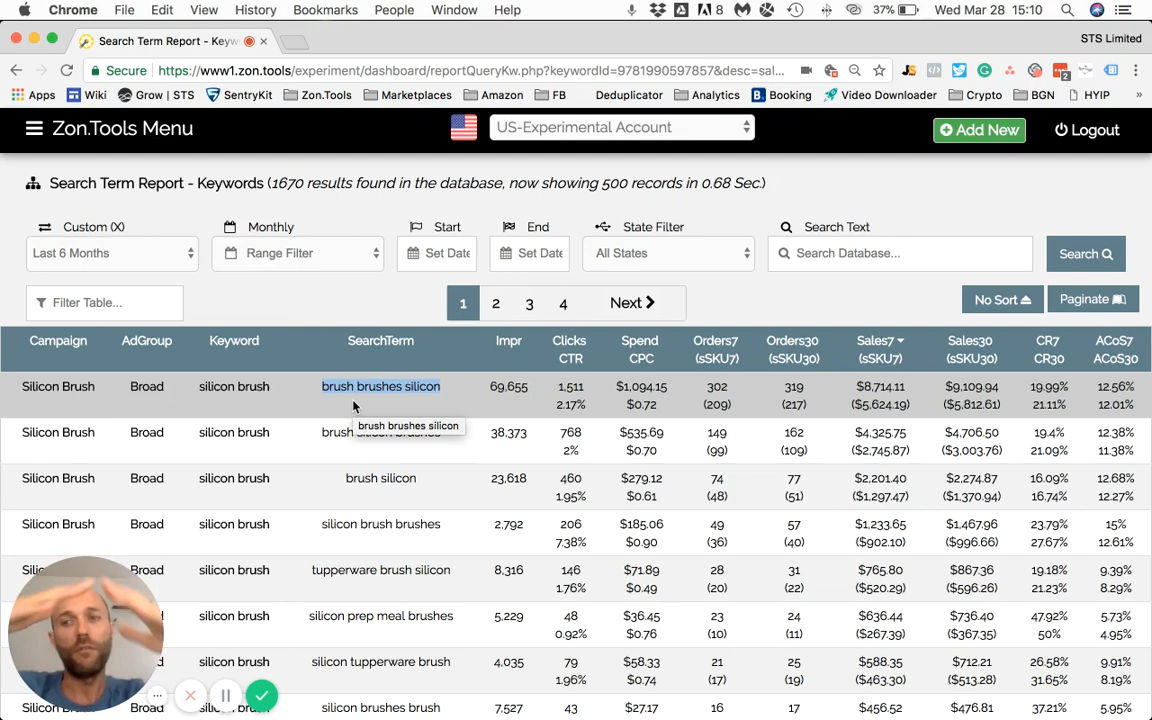 Chrome File Edit View History Bookmarks People Window Help 8 37% Wed Mar 28 15:10
Search Term Report - Keyw STS Limited
Secure https://www1.zon.tools/experiment/dashboard/reportQueryKw.php?keywordId=9781990597857&desc=sal...
Apps Wiki Grow | STS SentryKit Zon.Tools Marketplaces Amazon FB Deduplicator Analytics Booking Video Downloader Crypto BGN HYIP »
Zon.Tools Menu US-Experimental Account Add New Logout
Search Term Report - Keywords (1670 results found in the database, now showing 500 records in 0.68 Sec.)
Custom (X) Monthly Start End State Filter Search Text
Last 6 Months Range Filter Set Date Set Date All States Search Database... Search
Filter Table... 1 2 3 4 Next No Sort Paginate
Campaign AdGroup Keyword SearchTerm Impr Clicks Spend Orders7 Orders30 Sales7 Sales30 CR7 ACoS7
CTR CPC (sSKU7) (sSKU30) (sSKU7) (sSKU30) CR30 ACoS30
Silicon Brush Broad silicon brush brush brushes silicon 69,655 1,511 $1,094.15 302 319 $8,714.11 $9,109.94 19.99% 12.56%
2.17% $0.72 (209) (217) ($5,624.19) ($5,812.61) 21.11% 12.01%
brush brushes silicon
Silicon Brush Broad silicon brush brush silicon brushes 38,373 768 $535.69 149 162 $4,325.75 $4,706.50 19.4% 12.38%
2% $0.70 (99) (109) ($2,745.87) ($3,003.76) 21.09% 11.38%
Silicon Brush Broad silicon brush brush silicon 23,618 460 $279.12 74 77 $2,201.40 $2,274.87 16.09% 12.68%
1.95% $0.61 (48) (51) ($1,297.47) ($1,370.94) 16.74% 12.27%
Silicon Brush Broad silicon brush silicon brush brushes 2,792 206 $185.06 49 57 $1,233.65 $1,467.96 23.79% 15%
7.38% $0.90 (36) (40) ($902.10) ($996.66) 27.67% 12.61%
Silicon Brush Broad silicon brush tupperware brush silicon 8,316 146 $71.89 28 31 $765.80 $867.36 19.18% 9.39%
1.76% $0.49 (20) (22) ($520.29) ($596.26) 21.23% 8.29%
Broad silicon brush silicon prep meal brushes 5,229 48 $36.45 23 24 $636.44 $736.40 47.92% 5.73%
0.92% $0.76 (10) (11) ($267.39) ($367.35) 50% 4.95%
silicon brush silicon tupperware brush 4,035 79 $58.33 21 25 $588.35 $712.21 26.58% 9.91%
1.96% $0.74 (17) (19) ($463.30) ($513.28) 31.65% 8.19%
Broad silicon brush silicon brushes brush 7,527 43 $27.17 16 17 $456.52 $482.81 37.21% 5.95%